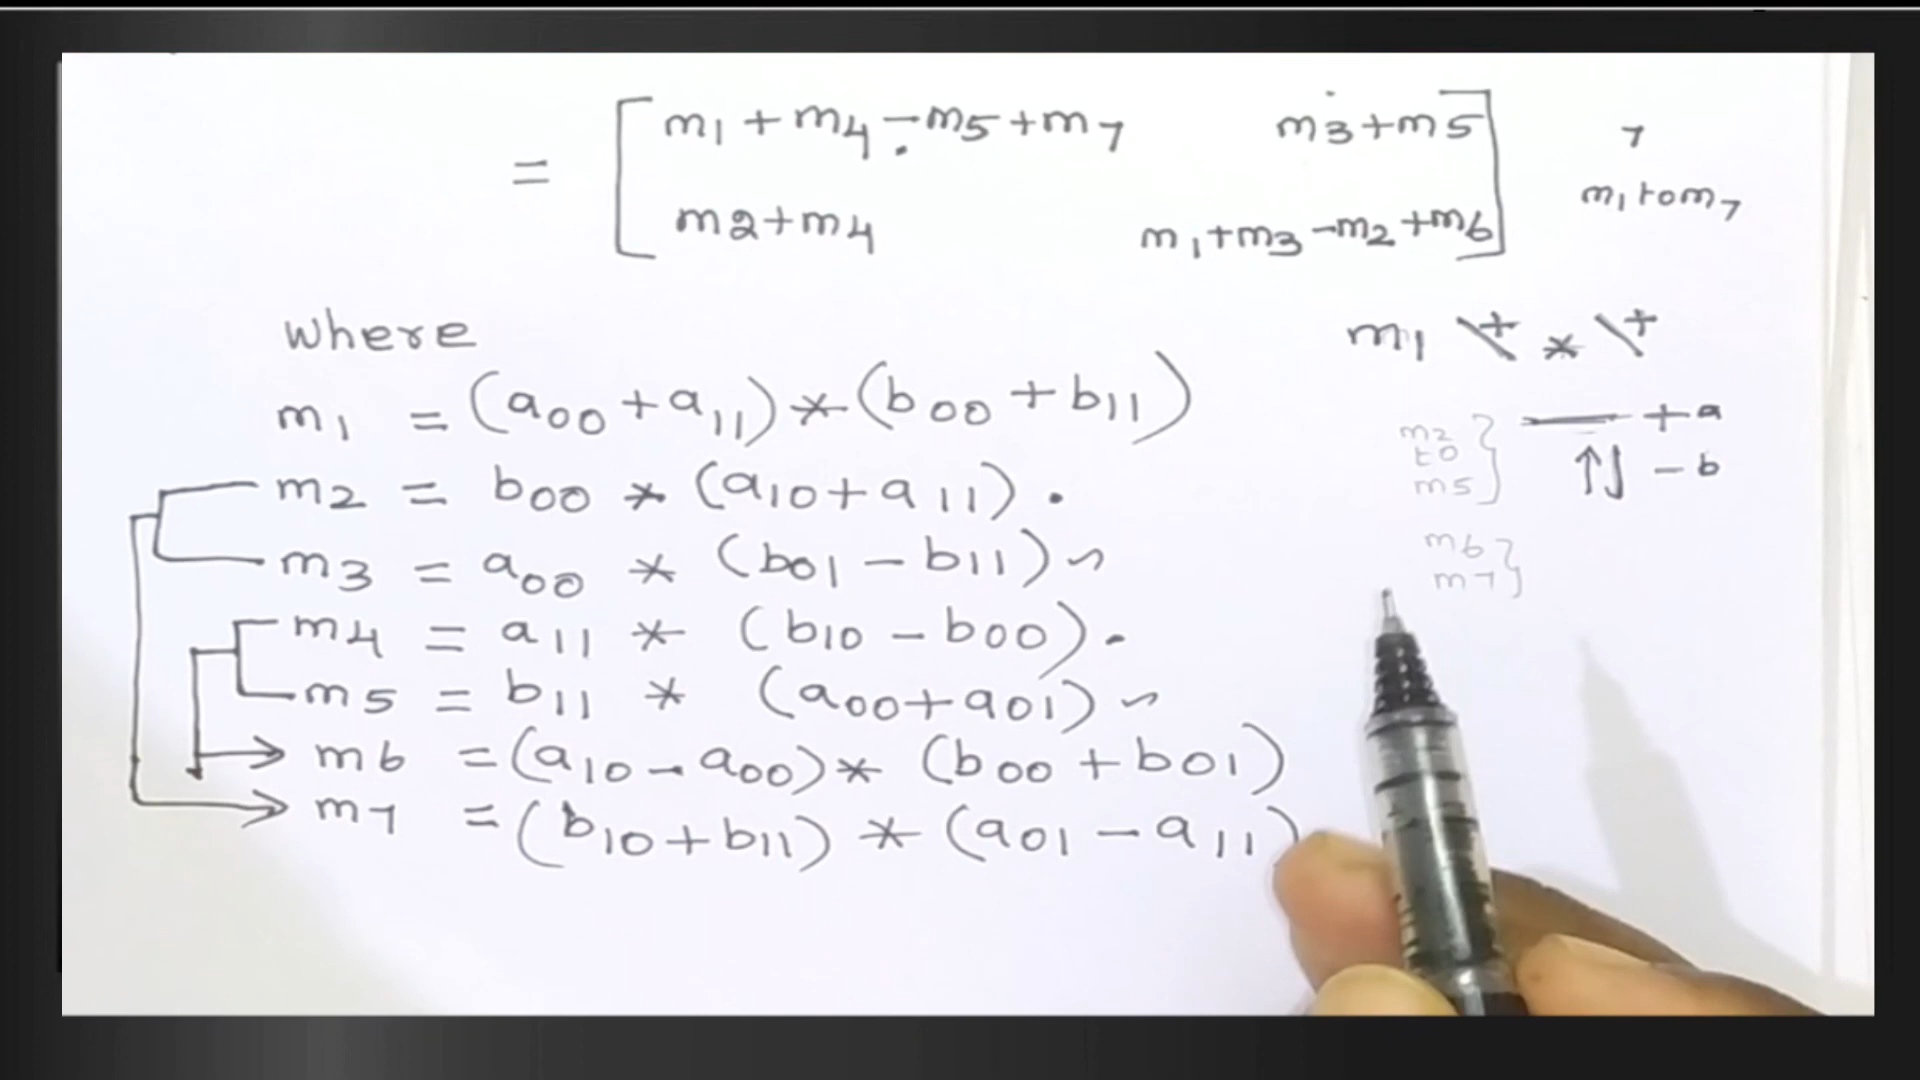 = [ m1 + m4 - m5 + m7 m3 + m5
m2 + m4 m1 + m3 - m2 + m6 ]
7
m1 to m7
where
m1 = (a00 + a11) * (b00 + b11)
m2 = b00 * (a10 + a11) .
m3 = a00 * (b01 - b11) ~
m4 = a11 * (b10 - b00) .
m5 = b11 * (a00 + a01) ~
m6 = (a10 - a00) * (b00 + b01)
m7 = (b10 + b11) * (a01 - a11)
m1 \+ * \+
m2
to
m5 }
— + a
↑↓ - b
m6
m7 }